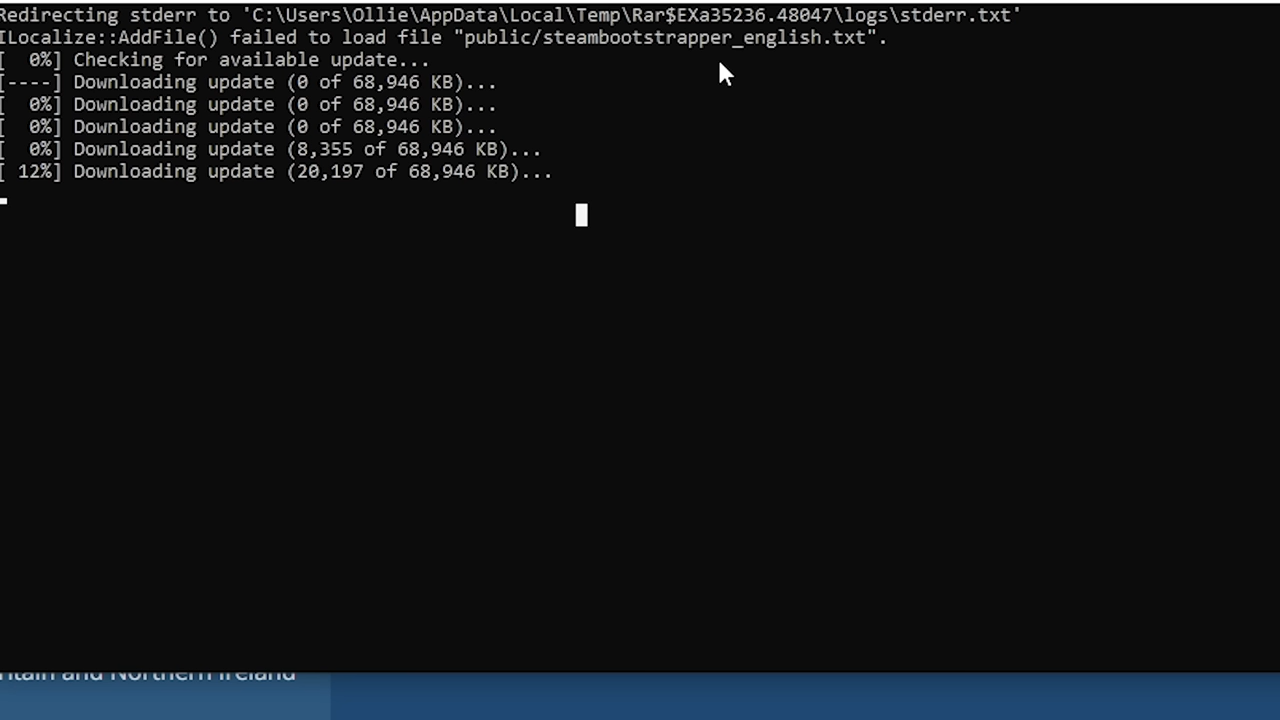 Redirecting stderr to 'C:\Users\Ollie\AppData\Local\Temp\Rar$EXa35236.48047\logs\stderr.txt'
ILocalize::AddFile() failed to load file "public/steambootstrapper_english.txt".
[  0%] Checking for available update...
[----] Downloading update (0 of 68,946 KB)...
[  0%] Downloading update (0 of 68,946 KB)...
[  0%] Downloading update (0 of 68,946 KB)...
[  0%] Downloading update (8,355 of 68,946 KB)...
[ 12%] Downloading update (20,197 of 68,946 KB)...
and Northern Ireland